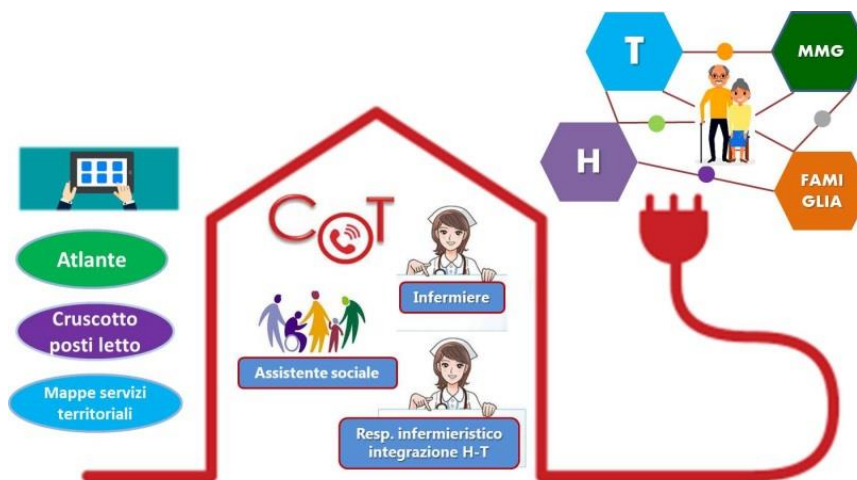 T
MMG
H
FAMI
GLIA
COT
Atlante
Cruscotto
posti letto
Mappe servizi
territoriali
Infermiere
Assistente sociale
Resp. infermieristico
integrazione H-T